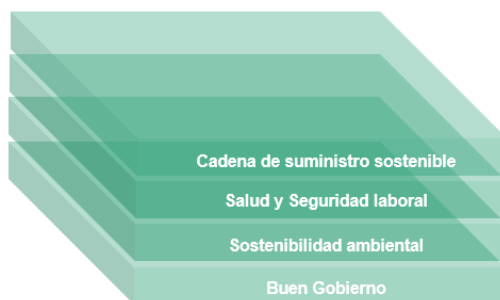 Cadena de suministro sostenible
Salud y Seguridad laboral
Sostenibilidad ambiental
Buen Gobierno